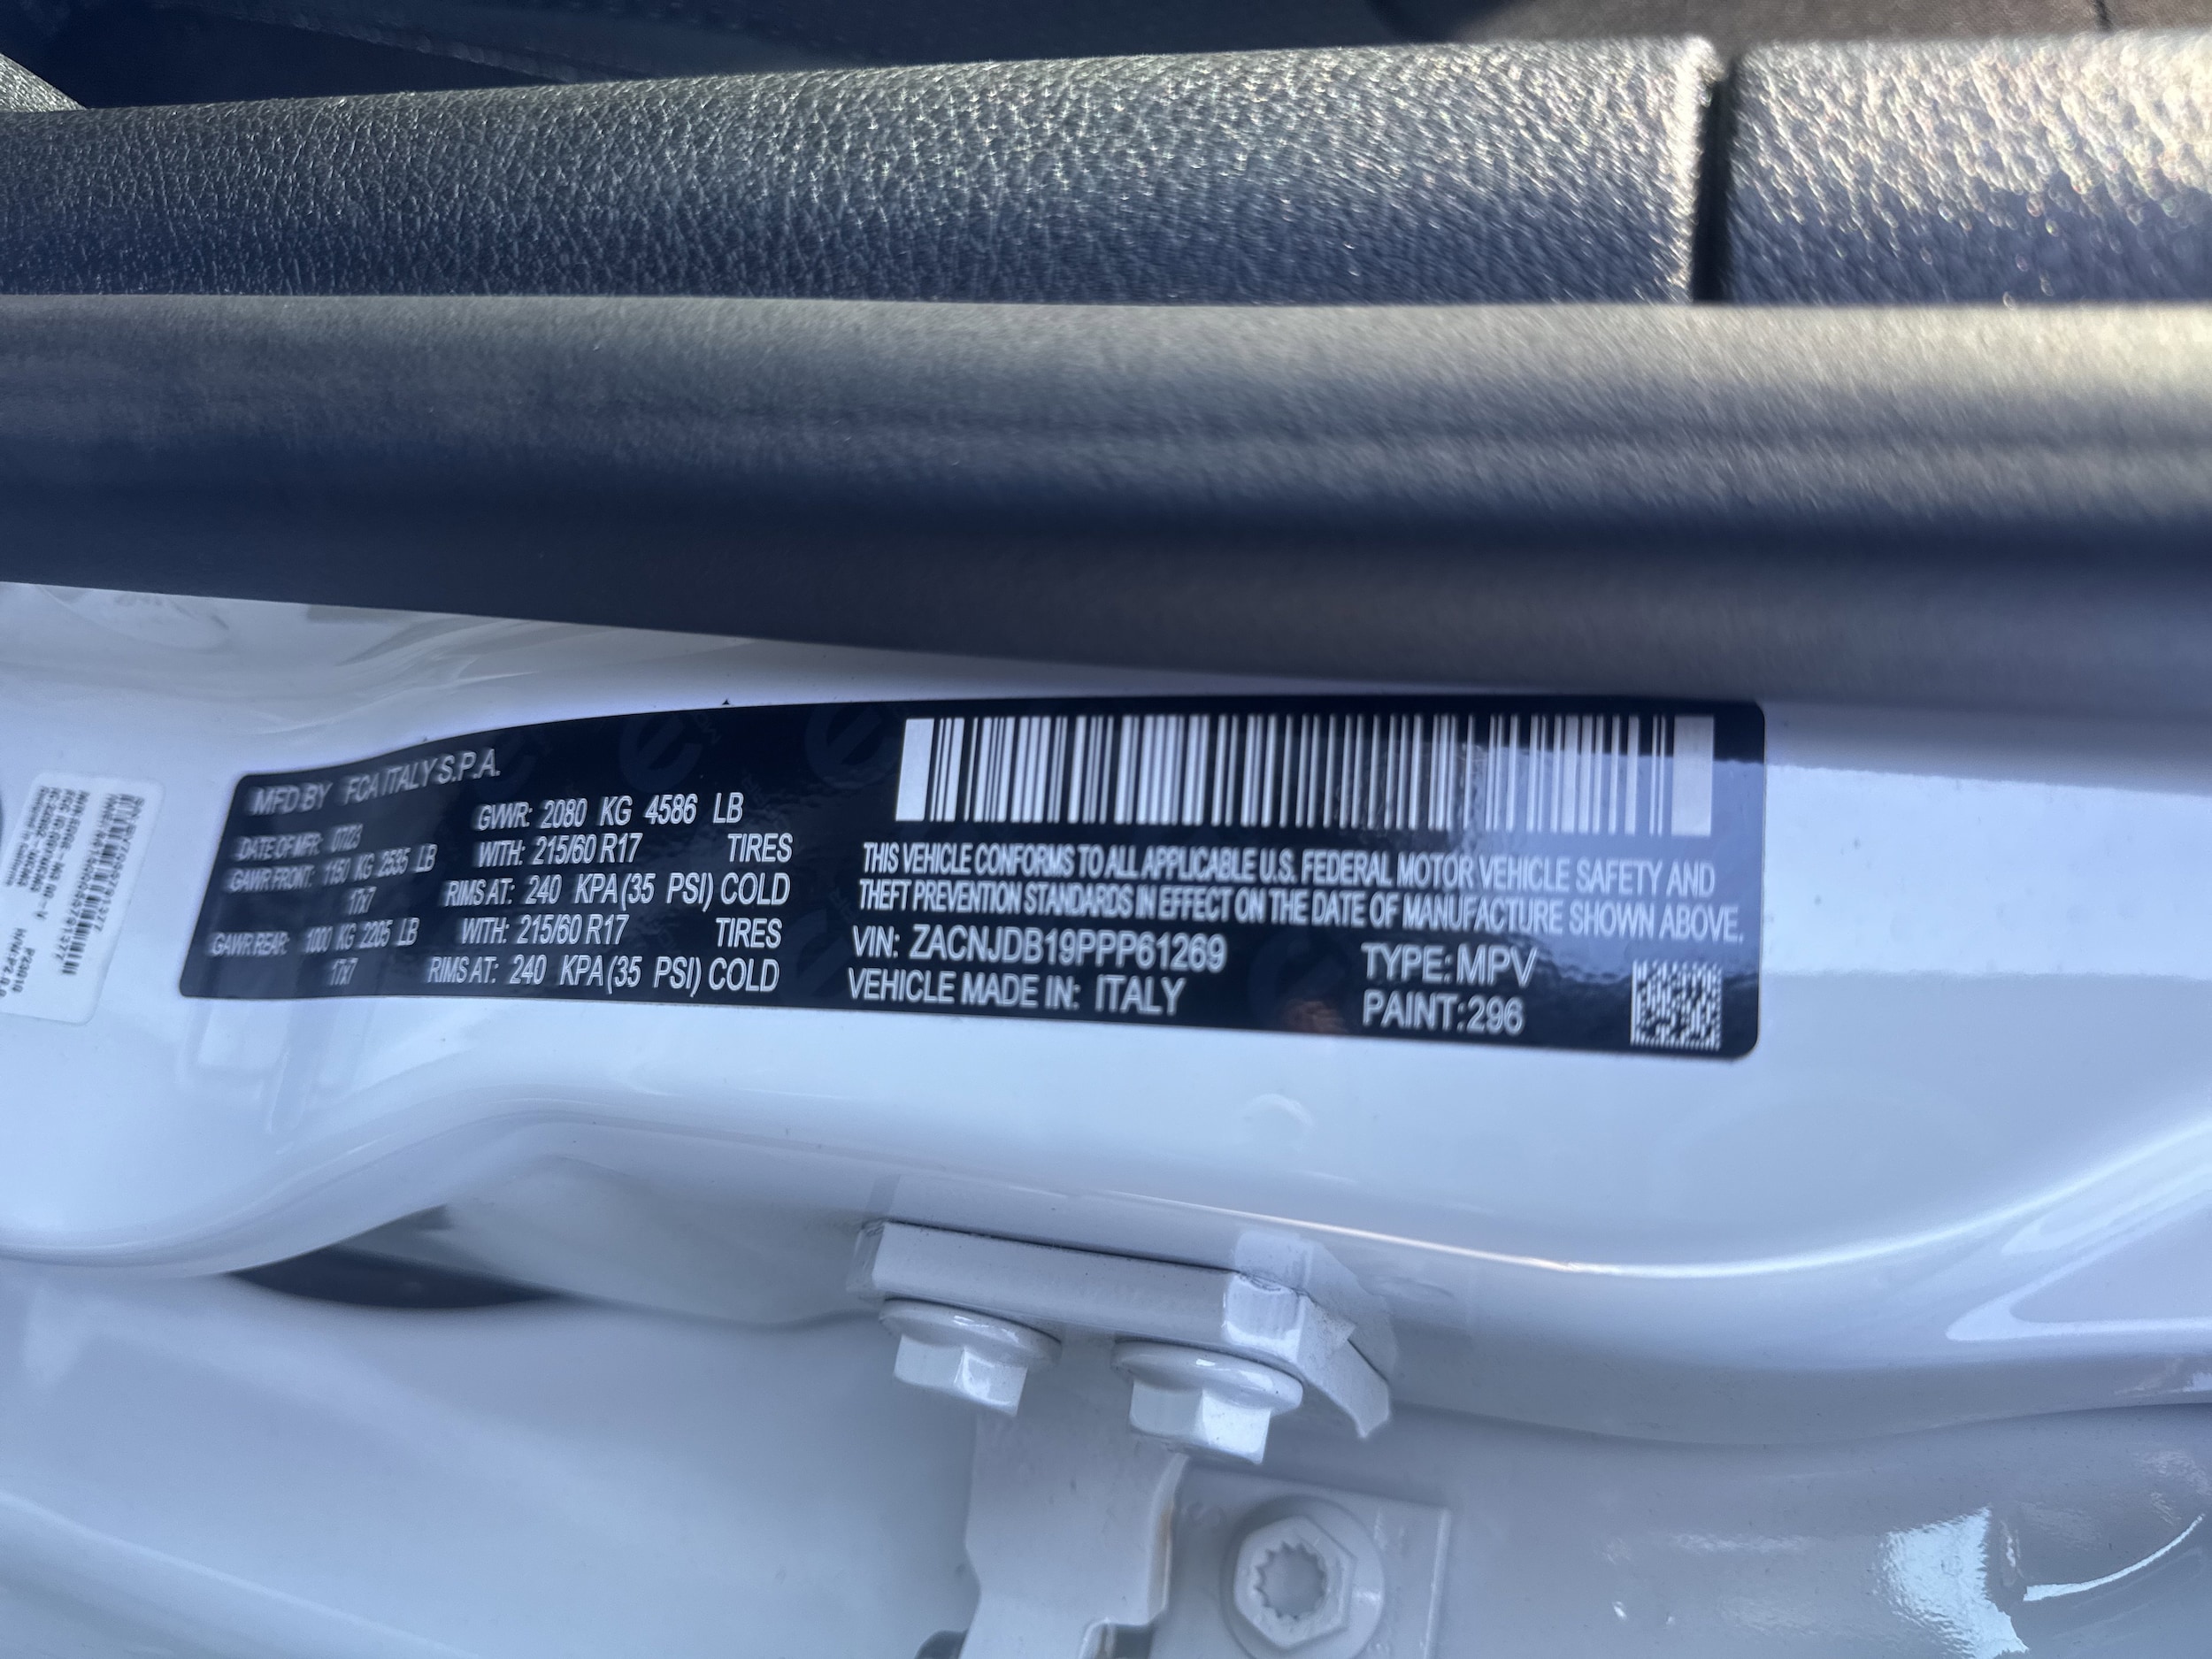 MFD BY FCA ITALY S.P.A.
DATE OF MFR: 07/23 GVWR: 2080 KG 4586 LB
GAWR FRONT: 1150 KG 2535 LB WITH: 215/60 R17 TIRES
17x7 RIMS AT: 240 KPA (35 PSI) COLD
GAWR REAR: 1000 KG 2205 LB WITH: 215/60 R17 TIRES
17x7 RIMS AT: 240 KPA (35 PSI) COLD
THIS VEHICLE CONFORMS TO ALL APPLICABLE U.S. FEDERAL MOTOR VEHICLE SAFETY AND
THEFT PREVENTION STANDARDS IN EFFECT ON THE DATE OF MANUFACTURE SHOWN ABOVE.
VIN: ZACNJDB19PPP61269 TYPE: MPV
VEHICLE MADE IN: ITALY PAINT: 296